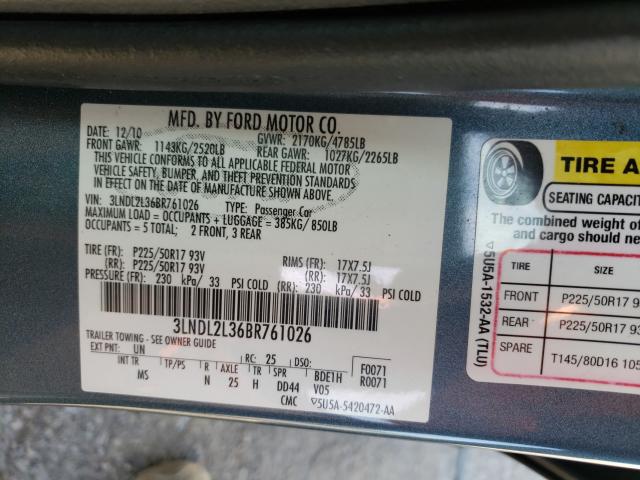 MFD. BY FORD MOTOR CO.
DATE: 12/10 GVWR: 2170KG/4785LB
FRONT GAWR: 1143KG/2520LB REAR GAWR: 1027KG/2265LB
THIS VEHICLE CONFORMS TO ALL APPLICABLE FEDERAL MOTOR
VEHICLE SAFETY, BUMPER, AND THEFT PREVENTION STANDARDS
IN EFFECT ON THE DATE OF MANUFACTURE SHOWN ABOVE.
VIN: 3LNDL2L36BR761026 TYPE: Passenger Car
MAXIMUM LOAD = OCCUPANTS + LUGGAGE = 385KG/ 850LB
OCCUPANTS = 5 TOTAL; 2 FRONT, 3 REAR
TIRE (FR): P225/50R17 93V RIMS (FR): 17X7.5J
(RR): P225/50R17 93V (RR): 17X7.5J
PRESSURE (FR): 230 kPa/ 33 PSI COLD (RR): 230 kPa/ 33 PSI COLD
3LNDL2L36BR761026
TRAILER TOWING - SEE OWNER GUIDE
EXT PNT: UN RC: 25 DSO: F0071
INT TR TP/PS R AXLE TR BDE1H R0071
MS N 25 H DD44 V05
CMC ▽5U5A-5420472-AA
TIRE A
SEATING CAPACIT
The combined weight of
and cargo should ne
TIRE SIZE
FRONT P225/50R17 9
REAR P225/50R17 93
SPARE T145/80D16 105
▽5U5A-1532-AA (TLU)